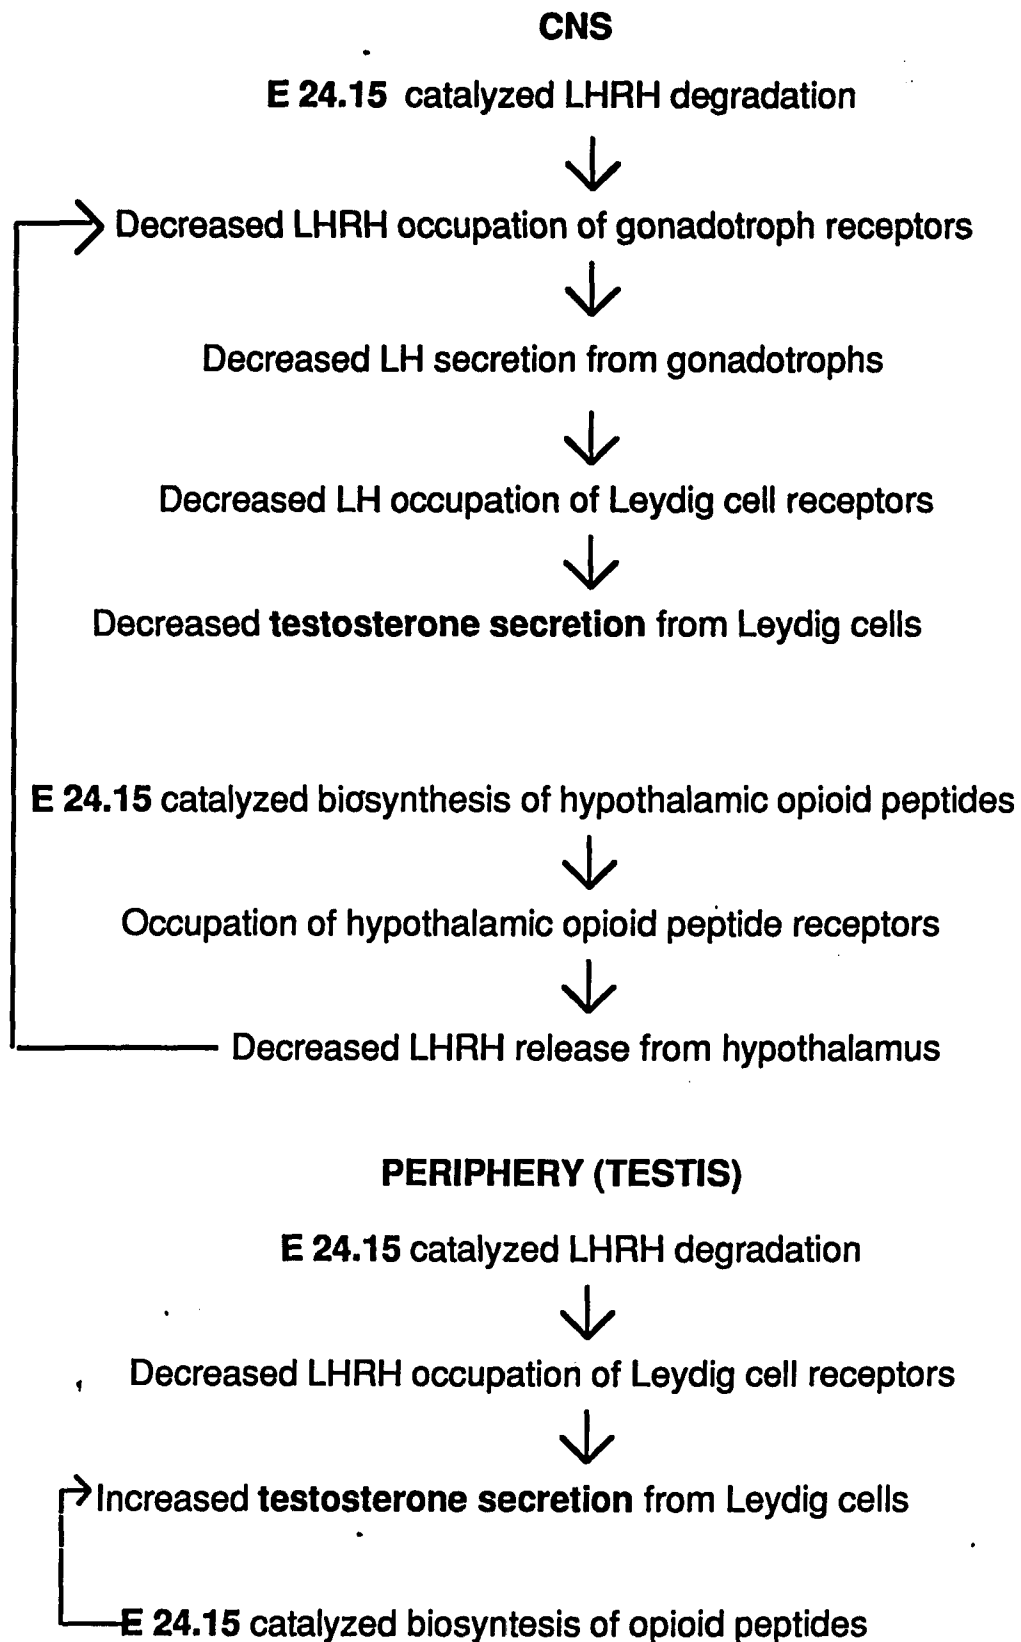 CNS
E 24.15 catalyzed LHRH degradation
Decreased LHRH occupation of gonadotroph receptors
Decreased LH secretion from gonadotrophs
Decreased LH occupation of Leydig cell receptors
Decreased testosterone secretion from Leydig cells
E 24.15 catalyzed biosynthesis of hypothalamic opioid peptides
Occupation of hypothalamic opioid peptide receptors
Decreased LHRH release from hypothalamus
PERIPHERY (TESTIS)
E 24.15 catalyzed LHRH degradation
Decreased LHRH occupation of Leydig cell receptors
Increased testosterone secretion from Leydig cells
E 24.15 catalyzed biosyntesis of opioid peptides